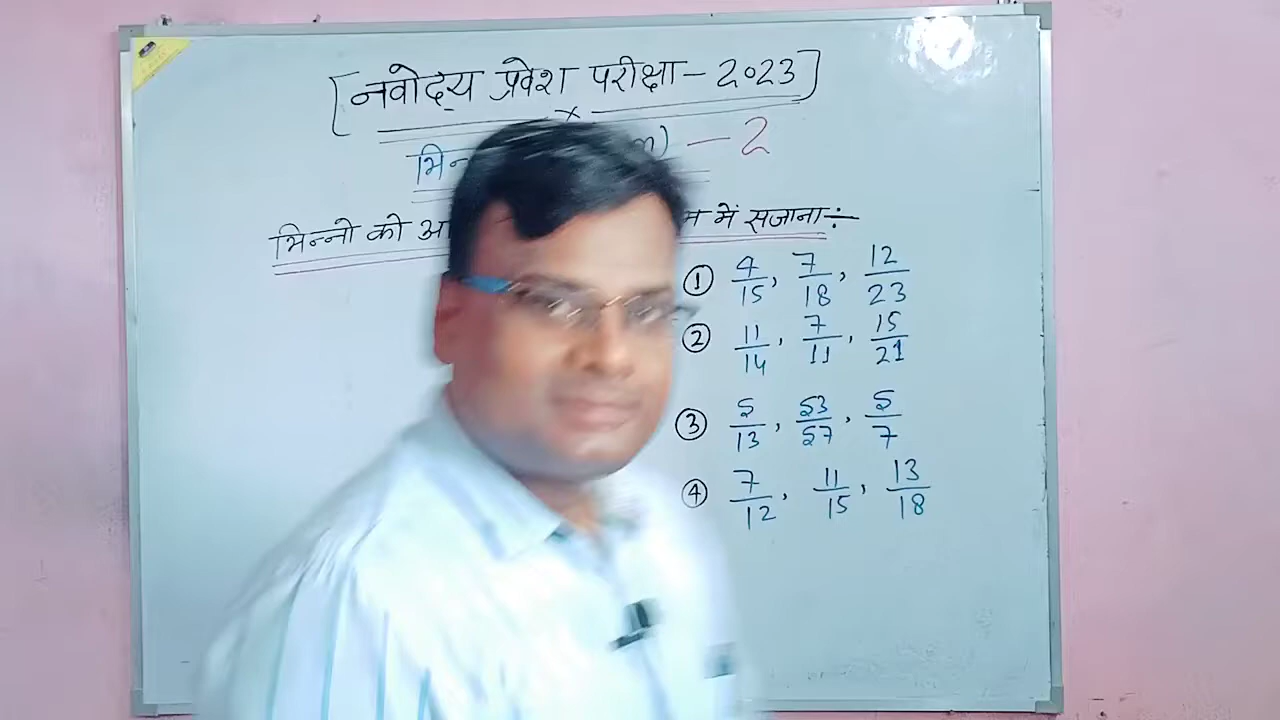 [नवोदय प्रवेश परीक्षा - 2023]
x
भिन्न - 2
भिन्नो को में सजाना :-
① 4/15, 7/18, 12/23
② 11/14, 7/11, 15/21
③ 5/13, 53/57, 5/7
④ 7/12, 11/15, 13/18